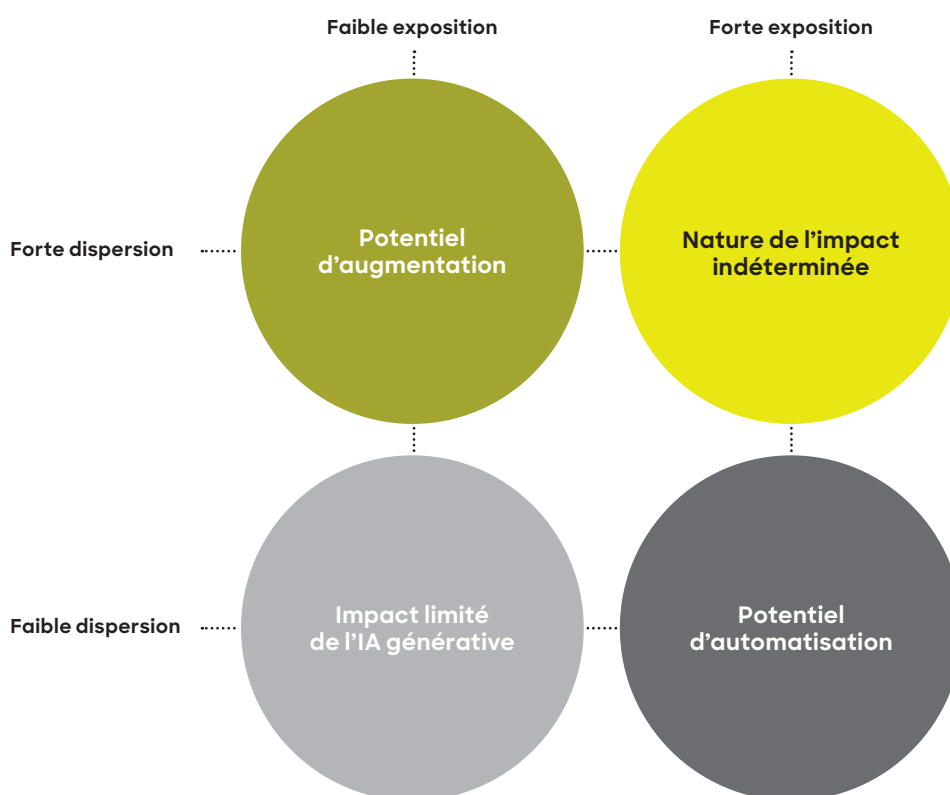 Faible exposition
Forte exposition
Forte dispersion
Potentiel
d’augmentation
Nature de l’impact
indéterminée
Faible dispersion
Impact limité
de l’IA générative
Potentiel
d’automatisation